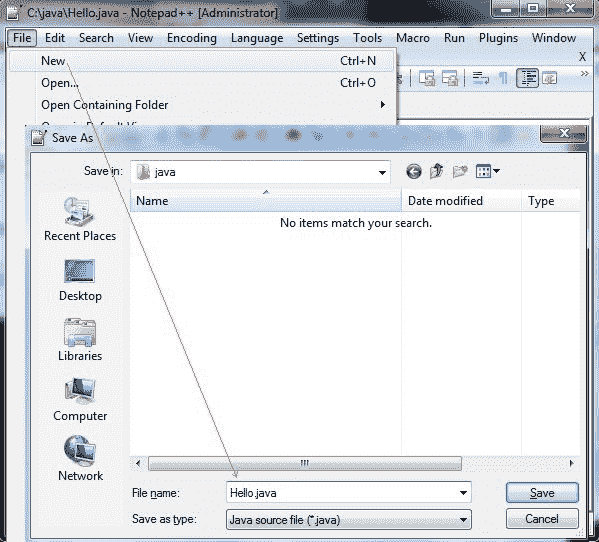 C:\java\Hello.java - Notepad++ [Administrator]
File Edit Search View Encoding Language Settings Tools Macro Run Plugins Window
X
New Ctrl+N
Open... Ctrl+O
Open Containing Folder
Save As
Save in: java
Name Date modified Type
No items match your search.
Recent Places
Desktop
Libraries
Computer
Network
File name: Hello.java Save
Save as type: Java source file (*.java) Cancel